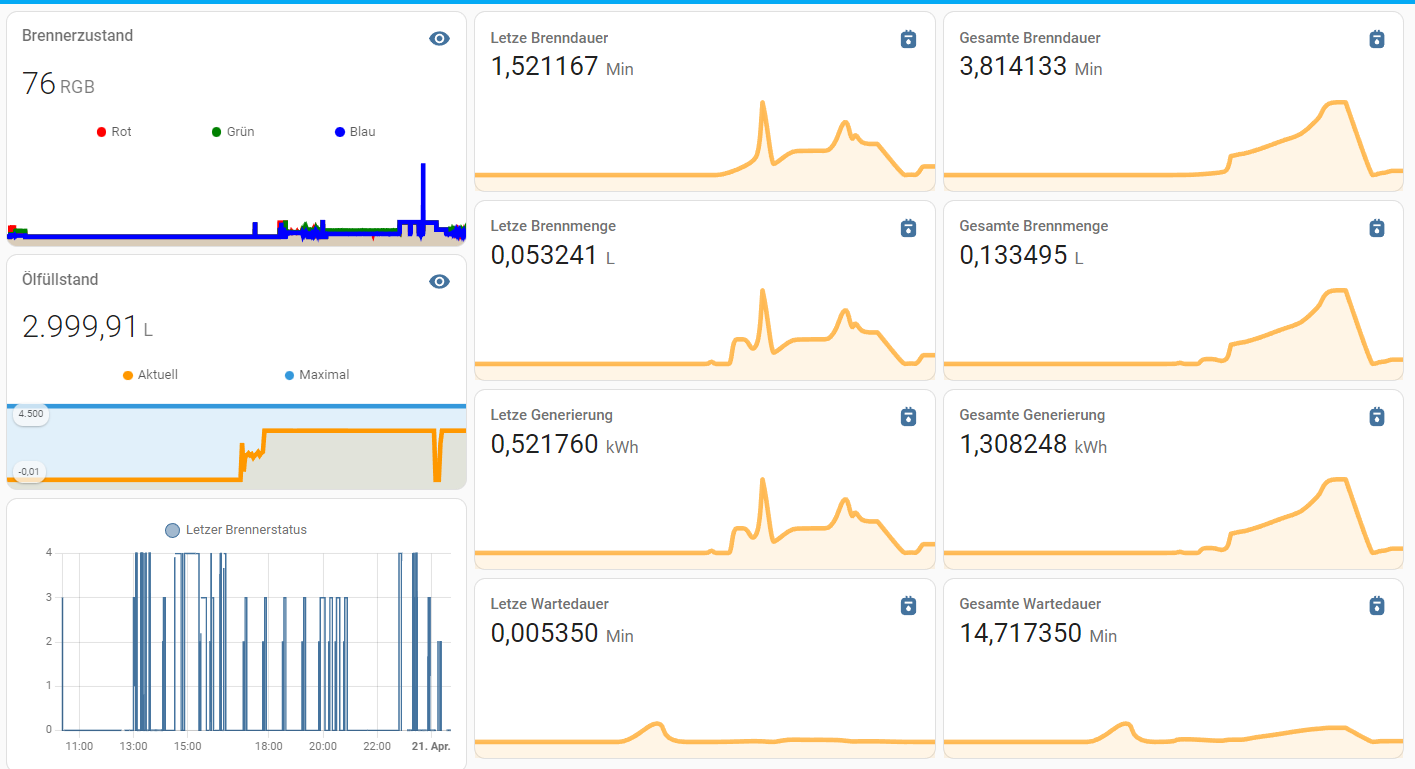 Brennerzustand
76 RGB
Rot Grün Blau
Ölfüllstand
2.999,91 L
Aktuell Maximal
4.500
-0,01
Letzer Brennerstatus
4
3
2
1
0
11:00 13:00 15:00 18:00 20:00 22:00 21. Apr.
Letze Brenndauer
1,521167 Min
Gesamte Brenndauer
3,814133 Min
Letze Brennmenge
0,053241 L
Gesamte Brennmenge
0,133495 L
Letze Generierung
0,521760 kWh
Gesamte Generierung
1,308248 kWh
Letze Wartedauer
0,005350 Min
Gesamte Wartedauer
14,717350 Min